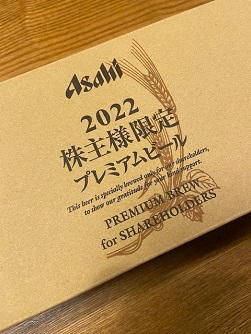 Asahi
2022
株主様限定
プレミアムビール
This beer is specially brewed only for our shareholders,
to show our gratitude for your kind support.
PREMIUM BREW
for SHAREHOLDERS